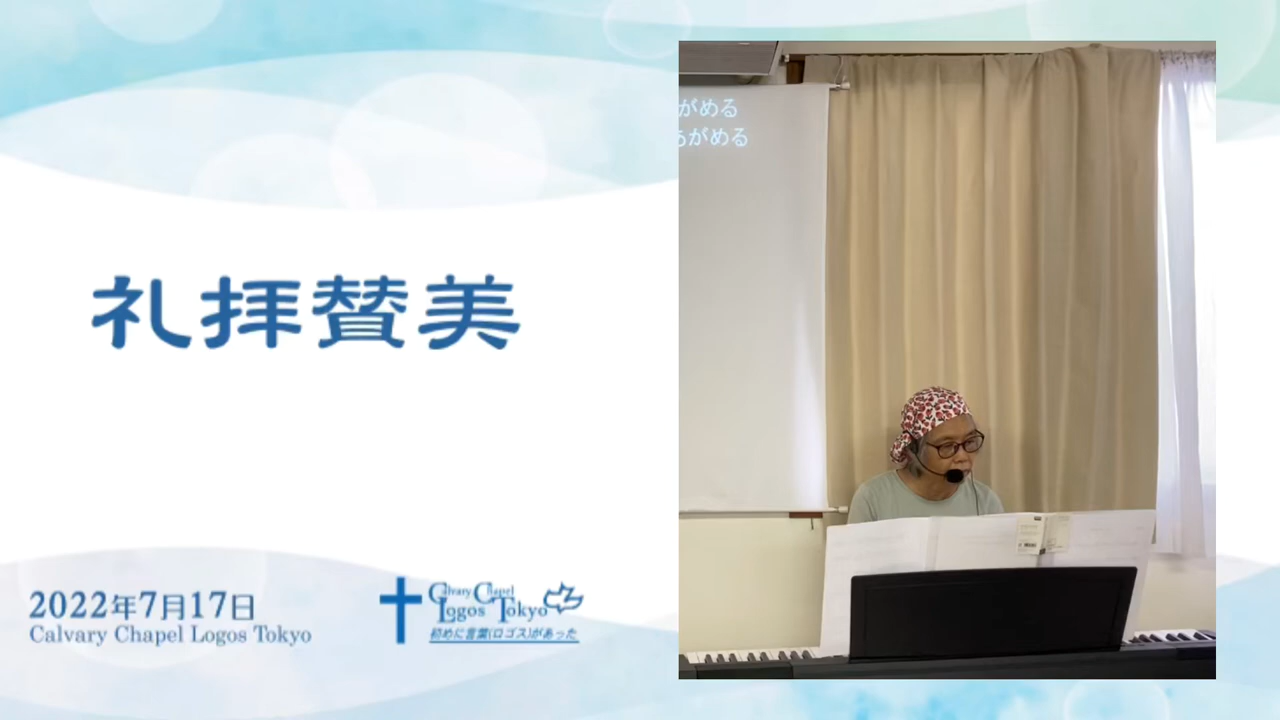 礼拝賛美
2022年7月17日
Calvary Chapel Logos Tokyo
Calvary Chapel
Logos Tokyo
初めに言葉(ロゴス)があった
がめる
あがめる